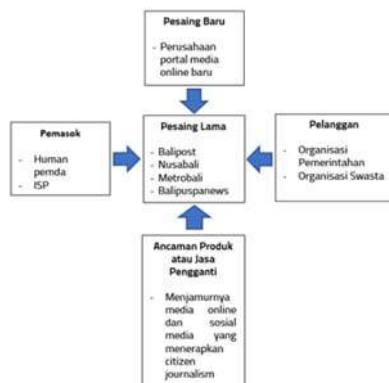 Pesaing Baru
- Perusahaan
portal media
online baru
Pemasok
- Human
pemda
- ISP
Pesaing Lama
- Balipost
- Nusabali
- Metrobali
- Balipuspanews
Pelanggan
- Organisasi
Pemerintahan
- Organisasi Swasta
Ancaman Produk
atau Jasa
Pengganti
- Menjamurnya
media online
dan sosial
media yang
menerapkan
citizen
journalism